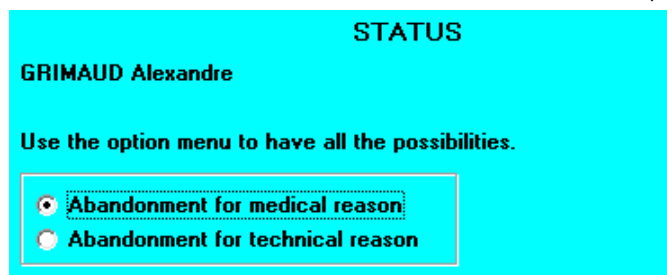 STATUS
GRIMAUD Alexandre
Use the option menu to have all the possibilities.
Abandonment for medical reason
Abandonment for technical reason